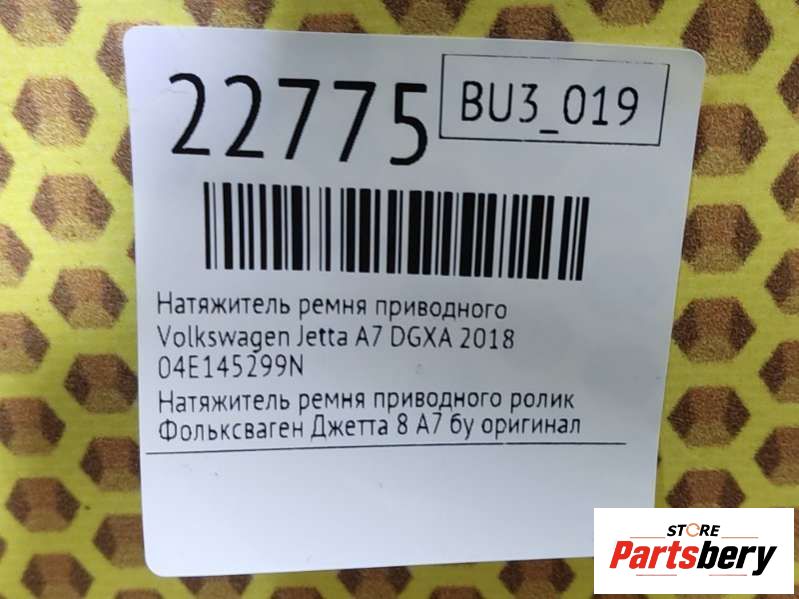 22775
BU3_019
Натяжитель ремня приводного
Volkswagen Jetta A7 DGXA 2018
04E145299N
Натяжитель ремня приводного ролик
Фольксваген Джетта 8 А7 бу оригинал
STORE
Partsbery